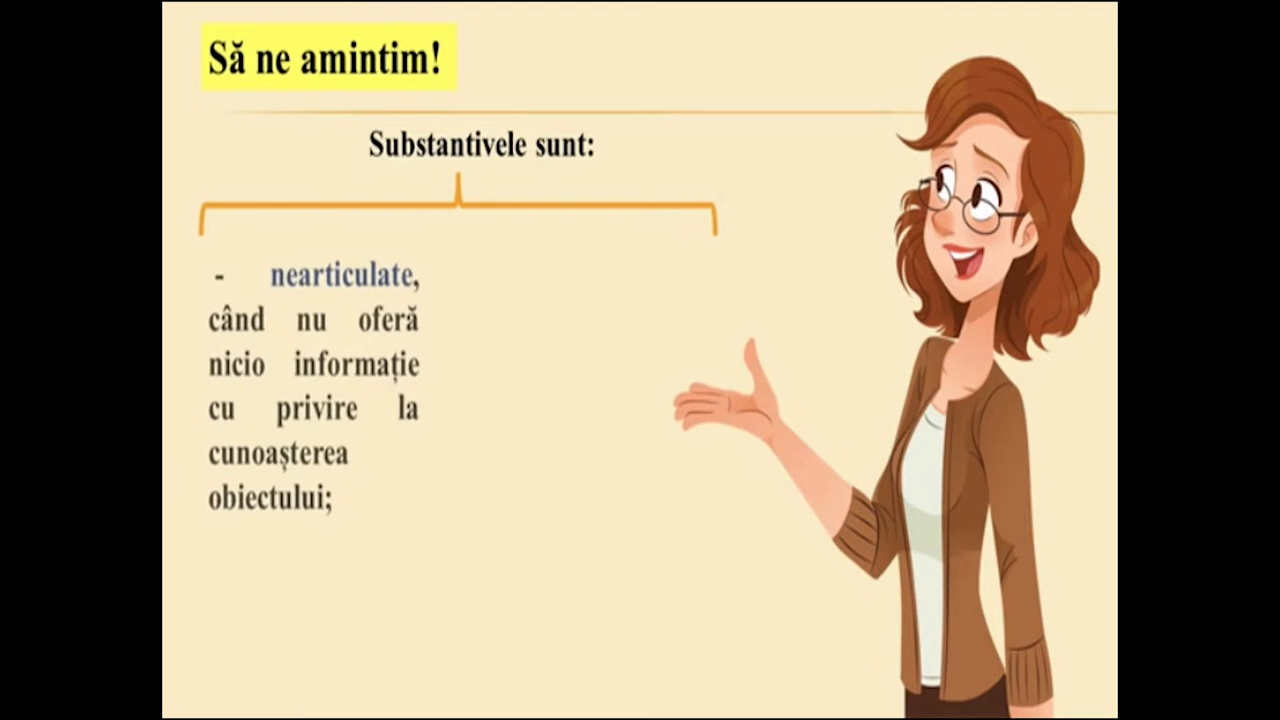 Să ne amintim!
Substantivele sunt:
- nearticulate,
când nu oferă
nicio informație
cu privire la
cunoașterea
obiectului;